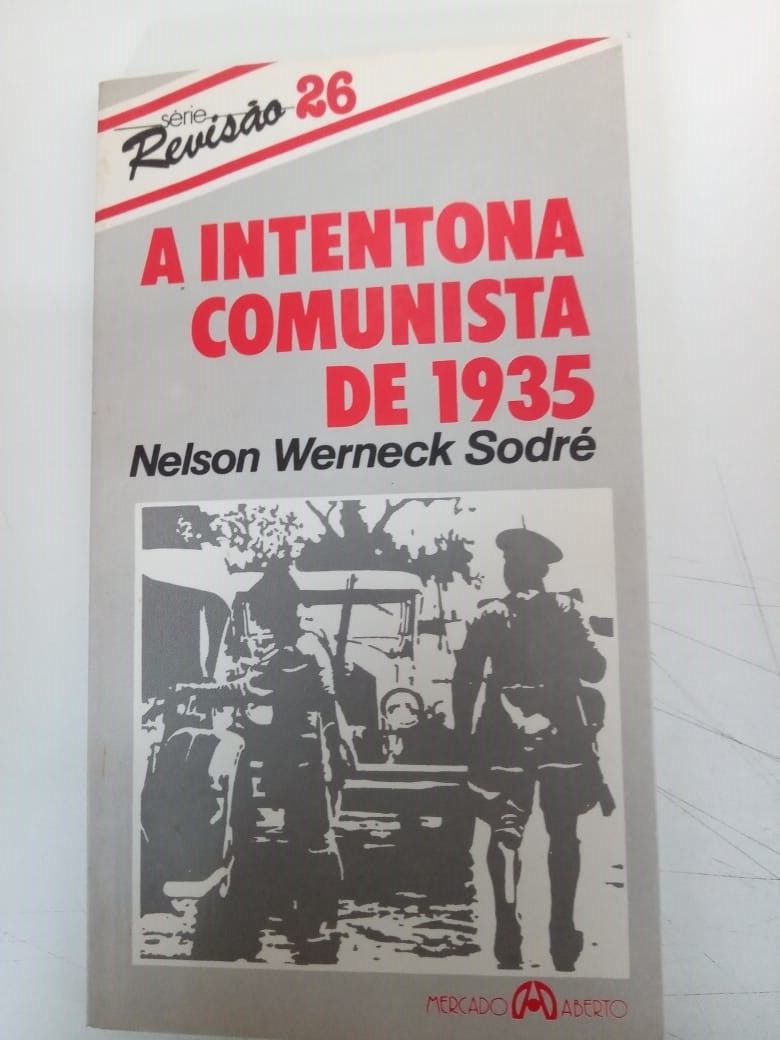 série
Revisão 26
A INTENTONA
COMUNISTA
DE 1935
Nelson Werneck Sodré
MERCADO ABERTO